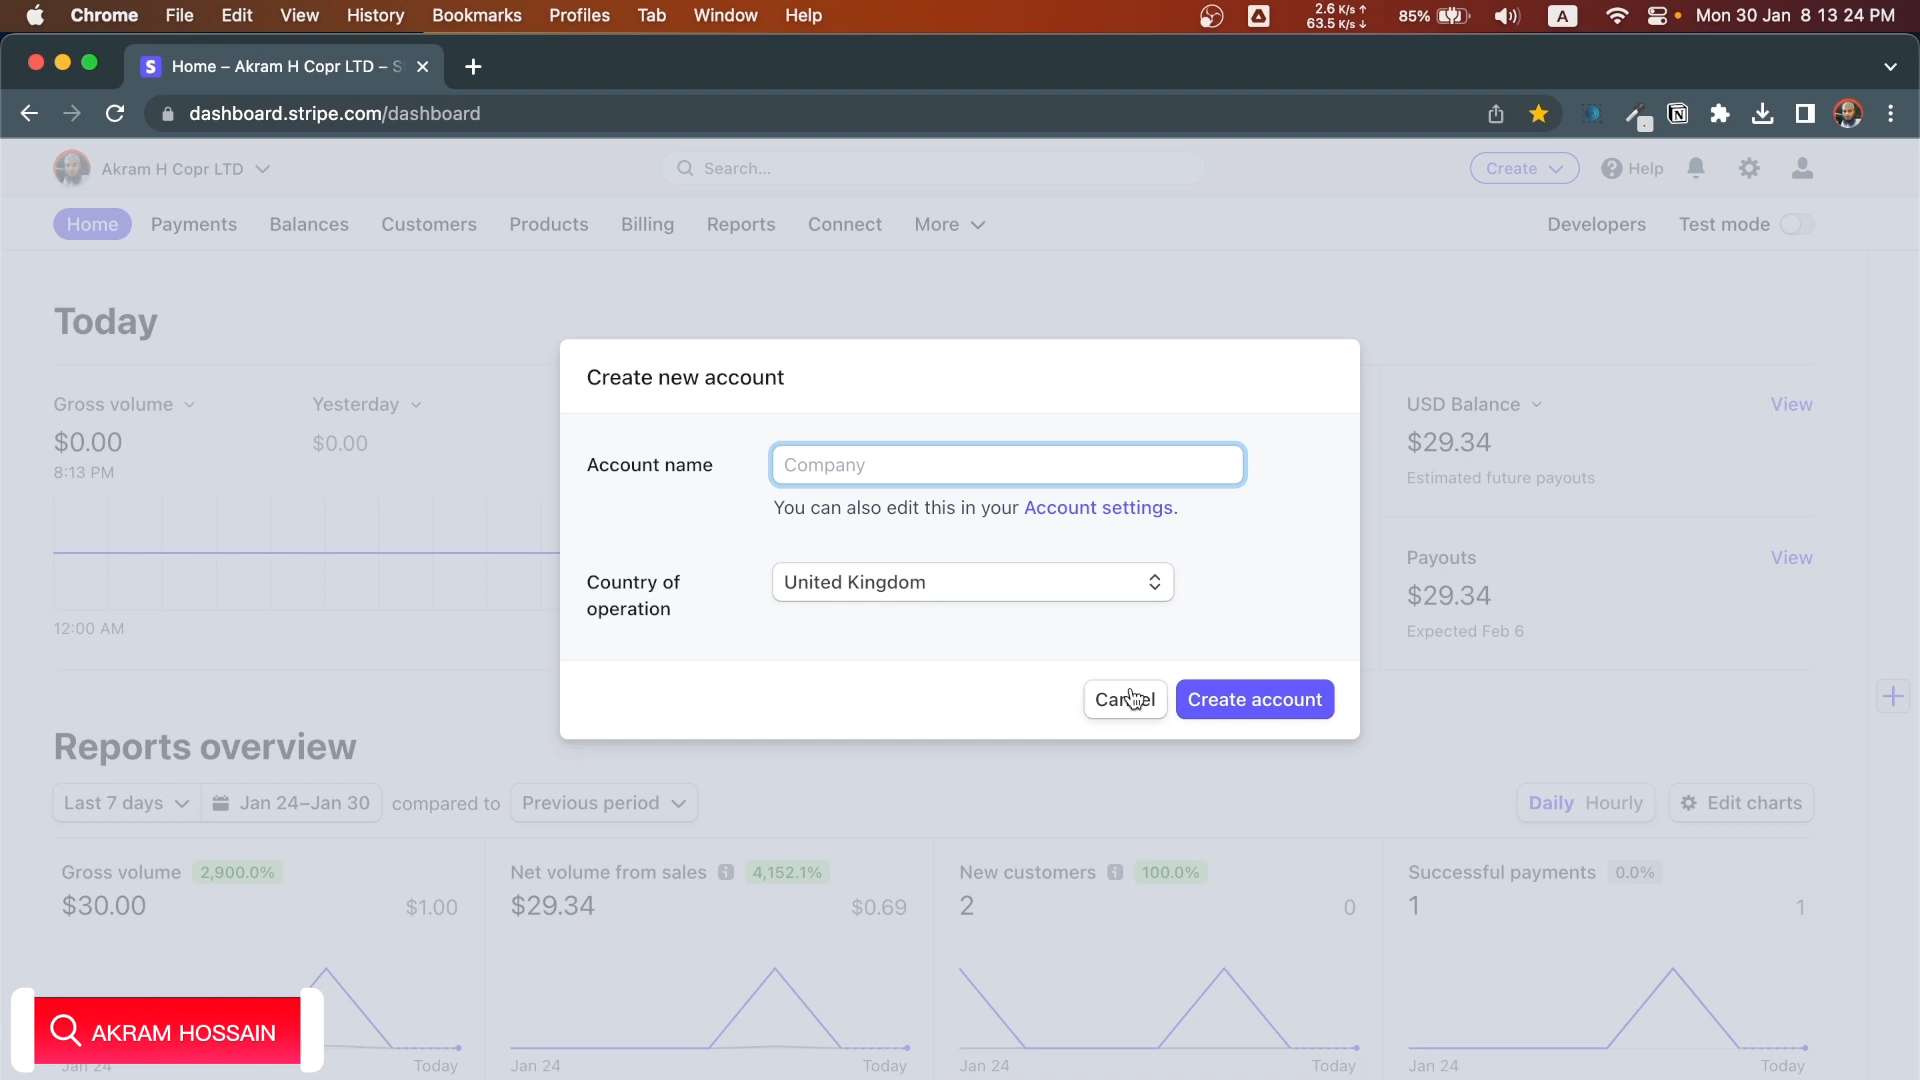 Chrome File Edit View History Bookmarks Profiles Tab Window Help 2.6 K/s↑ 63.5 K/s↓ 85% A Mon 30 Jan 8 13 24 PM
S Home – Akram H Copr LTD – S
dashboard.stripe.com/dashboard
Akram H Copr LTD Search... Create Help
Home Payments Balances Customers Products Billing Reports Connect More Developers Test mode
Today
Create new account
Gross volume Yesterday USD Balance View
$0.00 $0.00 $29.34
8:13 PM Estimated future payouts
Account name Company
You can also edit this in your Account settings.
Payouts View
Country of operation United Kingdom
$29.34
12:00 AM Expected Feb 6
Cancel Create account
Reports overview
Last 7 days Jan 24–Jan 30 compared to Previous period Daily Hourly Edit charts
Gross volume 2,900.0% Net volume from sales 4,152.1% New customers 100.0% Successful payments 0.0%
$30.00 $1.00 $29.34 $0.69 2 0 1 1
AKRAM HOSSAIN
Jan 24 Today Jan 24 Today Jan 24 Today Jan 24 Today